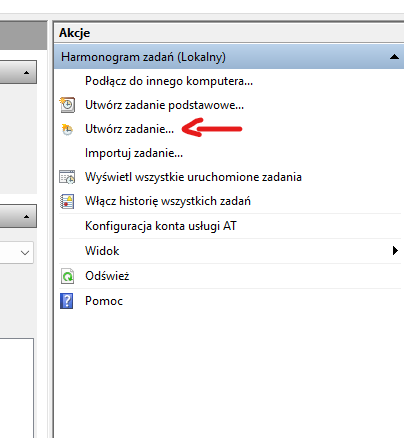 Akcje
Harmonogram zadań (Lokalny)
Podłącz do innego komputera...
Utwórz zadanie podstawowe...
Utwórz zadanie...
Importuj zadanie...
Wyświetl wszystkie uruchomione zadania
Włącz historię wszystkich zadań
Konfiguracja konta usługi AT
Widok
Odśwież
Pomoc